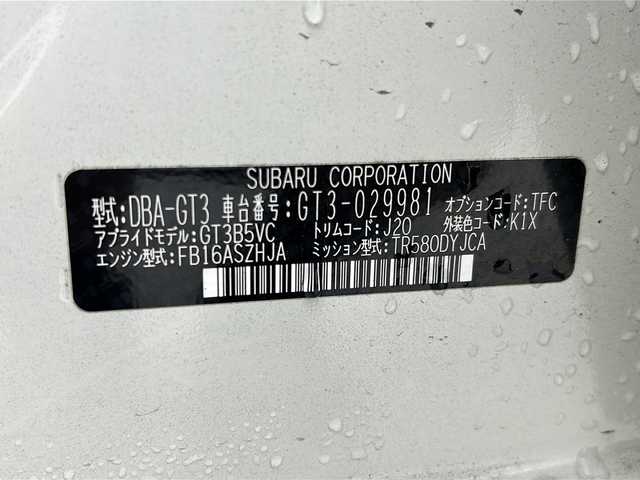 SUBARU CORPORATION
型式:DBA-GT3 車台番号:GT3-029981 オプションコード:TFC
アプライドモデル:GT3B5VC トリムコード:J20 外装色コード:K1X
エンジン型式:FB16ASZHJA ミッション型式:TR580DYJCA